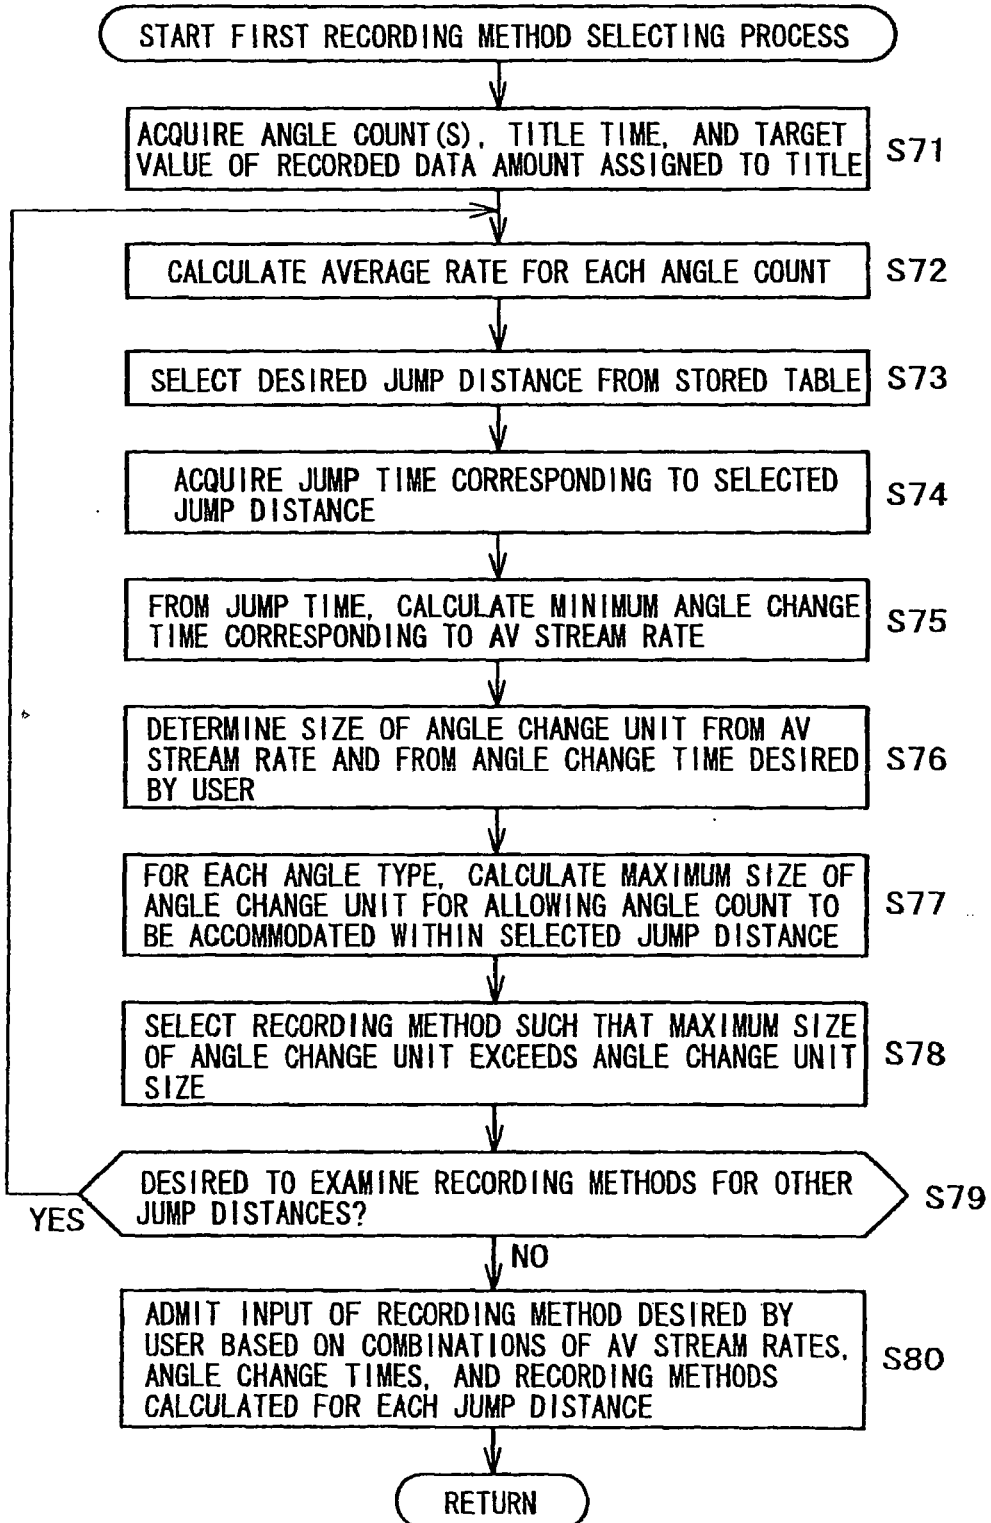 START FIRST RECORDING METHOD SELECTING PROCESS
ACQUIRE ANGLE COUNT(S), TITLE TIME, AND TARGET
VALUE OF RECORDED DATA AMOUNT ASSIGNED TO TITLE
S71
CALCULATE AVERAGE RATE FOR EACH ANGLE COUNT
S72
SELECT DESIRED JUMP DISTANCE FROM STORED TABLE
S73
ACQUIRE JUMP TIME CORRESPONDING TO SELECTED
JUMP DISTANCE
S74
FROM JUMP TIME, CALCULATE MINIMUM ANGLE CHANGE
TIME CORRESPONDING TO AV STREAM RATE
S75
DETERMINE SIZE OF ANGLE CHANGE UNIT FROM AV
STREAM RATE AND FROM ANGLE CHANGE TIME DESIRED
BY USER
S76
FOR EACH ANGLE TYPE, CALCULATE MAXIMUM SIZE OF
ANGLE CHANGE UNIT FOR ALLOWING ANGLE COUNT TO
BE ACCOMMODATED WITHIN SELECTED JUMP DISTANCE
S77
SELECT RECORDING METHOD SUCH THAT MAXIMUM SIZE
OF ANGLE CHANGE UNIT EXCEEDS ANGLE CHANGE UNIT
SIZE
S78
DESIRED TO EXAMINE RECORDING METHODS FOR OTHER
JUMP DISTANCES?
S79
YES
NO
ADMIT INPUT OF RECORDING METHOD DESIRED BY
USER BASED ON COMBINATIONS OF AV STREAM RATES,
ANGLE CHANGE TIMES, AND RECORDING METHODS
CALCULATED FOR EACH JUMP DISTANCE
S80
RETURN